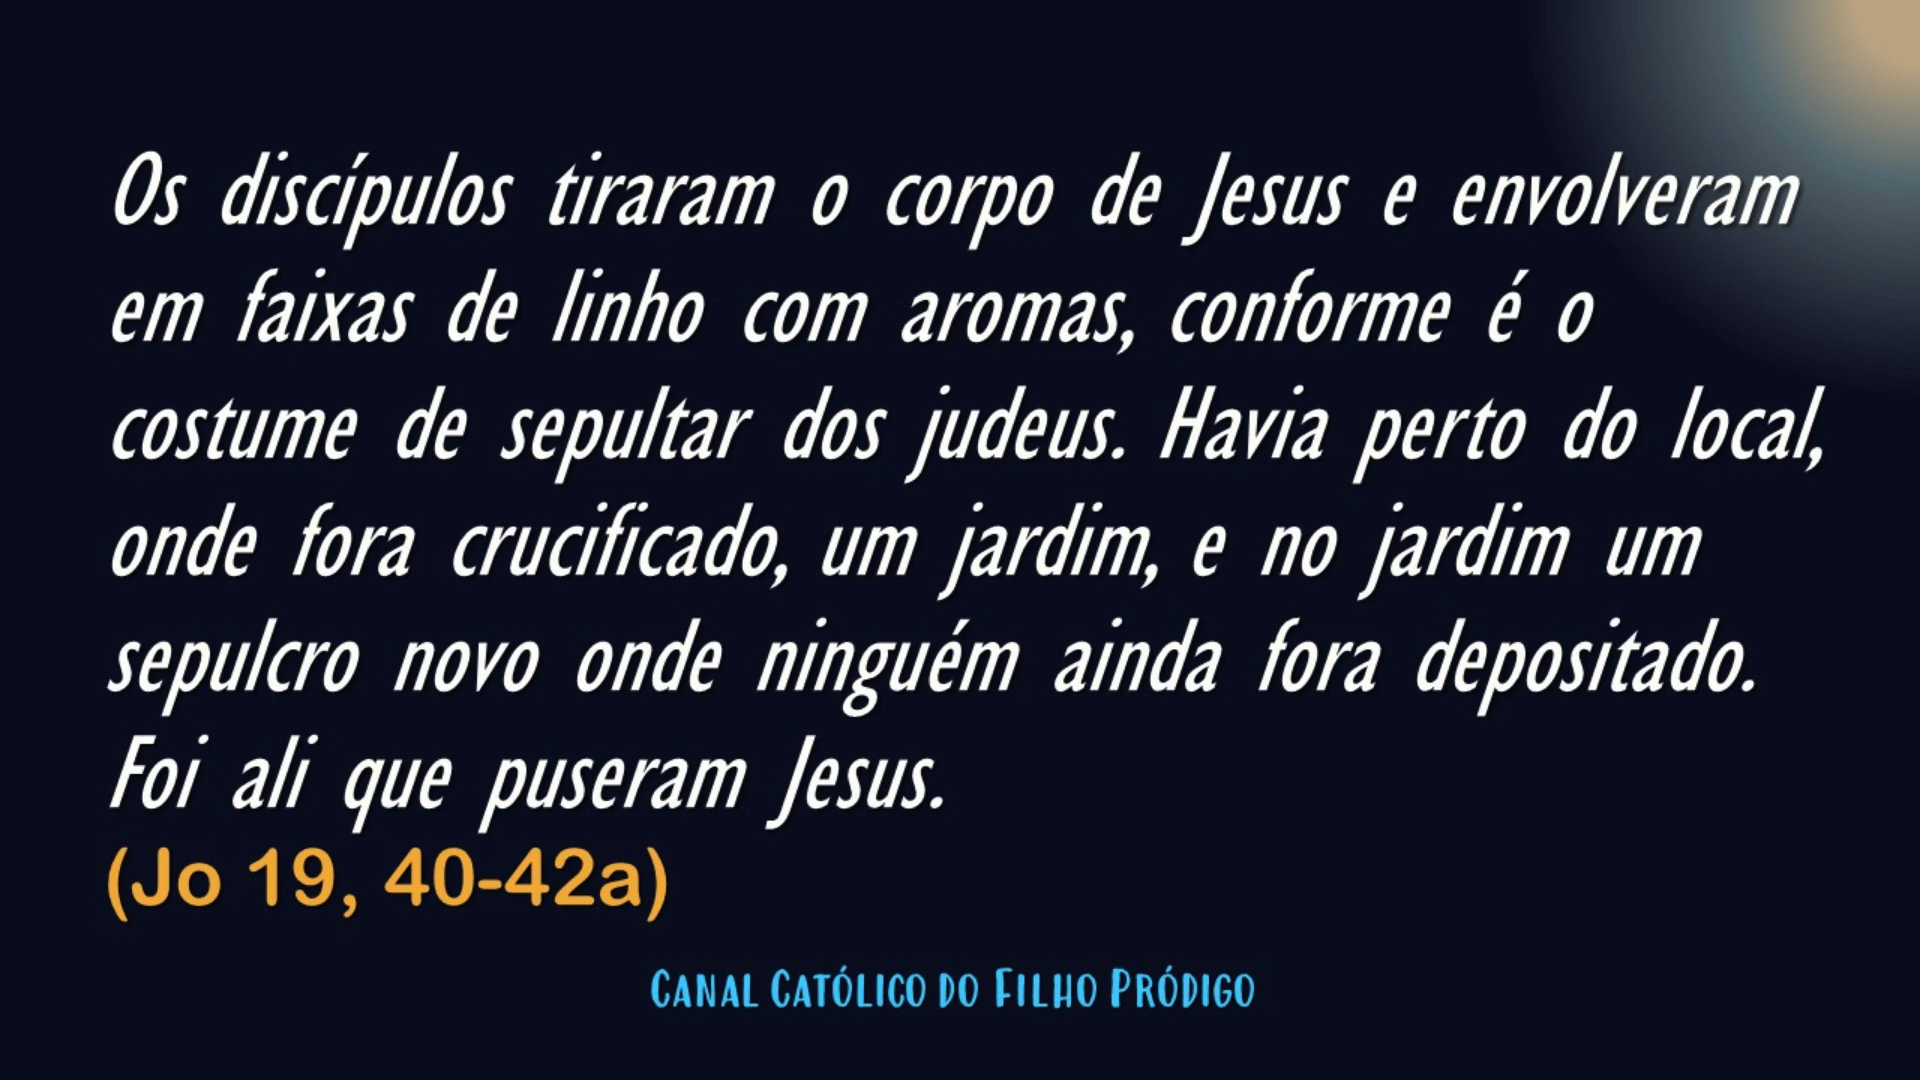 Os discípulos tiraram o corpo de Jesus e envolveram
em faixas de linho com aromas, conforme é o
costume de sepultar dos judeus. Havia perto do local,
onde fora crucificado, um jardim, e no jardim um
sepulcro novo onde ninguém ainda fora depositado.
Foi ali que puseram Jesus.
(Jo 19, 40-42a)
Canal Católico do Filho Pródigo